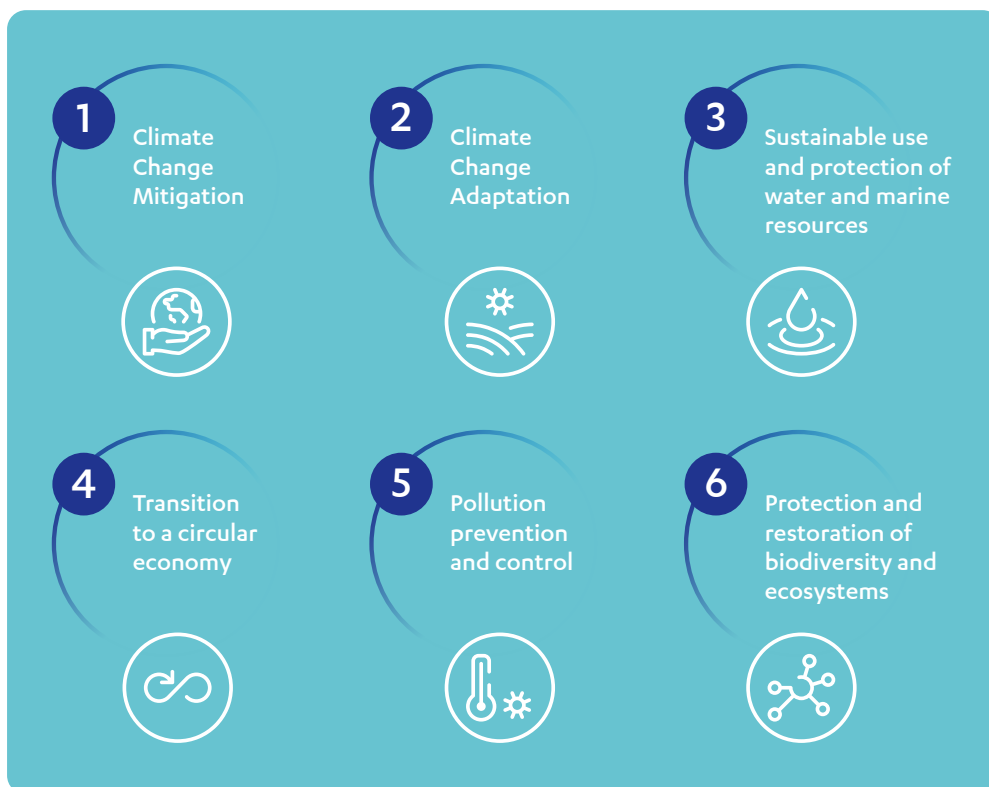 1
Climate
Change
Mitigation
2
Climate
Change
Adaptation
3
Sustainable use
and protection of
water and marine
resources
4
Transition
to a circular
economy
5
Pollution
prevention
and control
6
Protection and
restoration of
biodiversity and
ecosystems